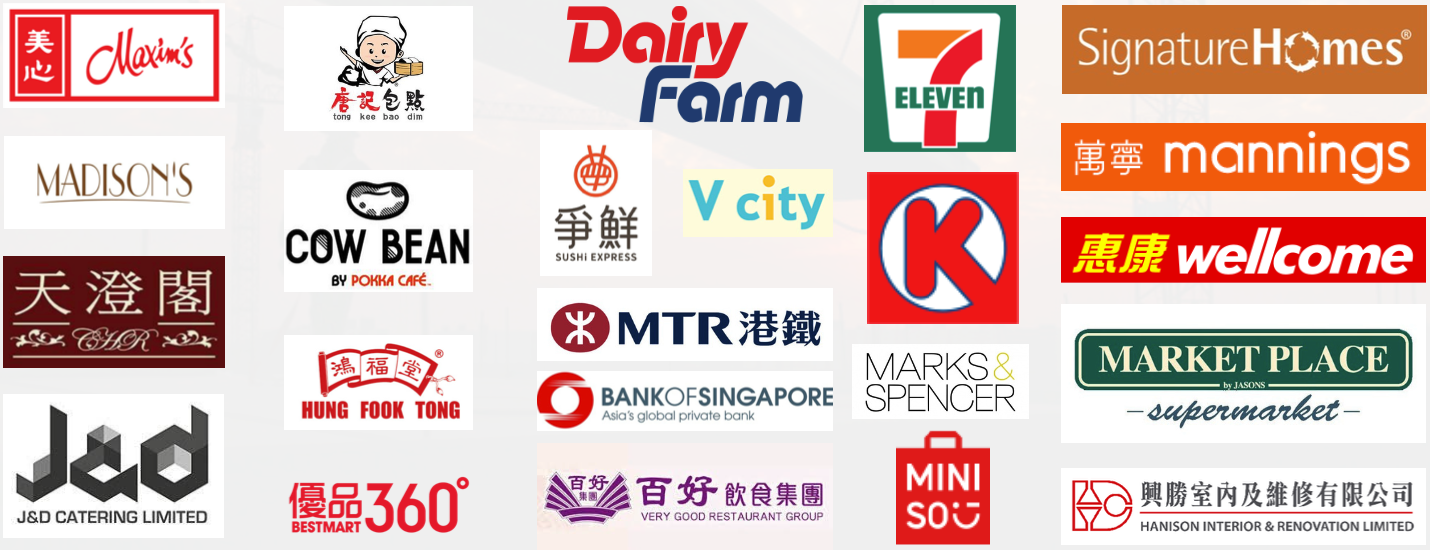 美心
Maxim's
MADISON'S
天澄閣
CHR
J&d
J&D CATERING LIMITED
唐記包點
tong kee bao dim
COW BEAN
BY POKKA CAFÉ
鴻福堂®
HUNG FOOK TONG
優品360°
BESTMART
Dairy
Farm
爭鮮
SUSHi EXPRESS
V city
MTR 港鐵
BANK OF SINGAPORE
Asia's global private bank
百好
集團
百好飲食集團
VERY GOOD RESTAURANT GROUP
7
ELEVEn
K
MARKS&
SPENCER
MINI
SO
SignatureHomes®
萬寧 mannings
惠康 wellcome
MARKET PLACE
by JASONS
supermarket
興勝室內及維修有限公司
HANISON INTERIOR & RENOVATION LIMITED